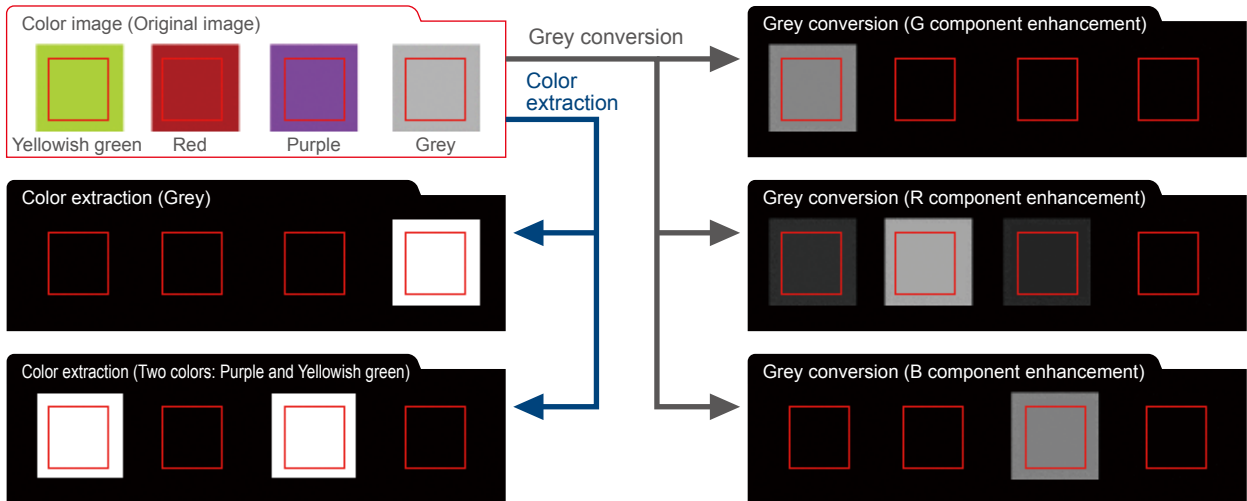 Color image (Original image)
Yellowish green
Red
Purple
Grey
Grey conversion
Color
extraction
Color extraction (Grey)
Color extraction (Two colors: Purple and Yellowish green)
Grey conversion (G component enhancement)
Grey conversion (R component enhancement)
Grey conversion (B component enhancement)